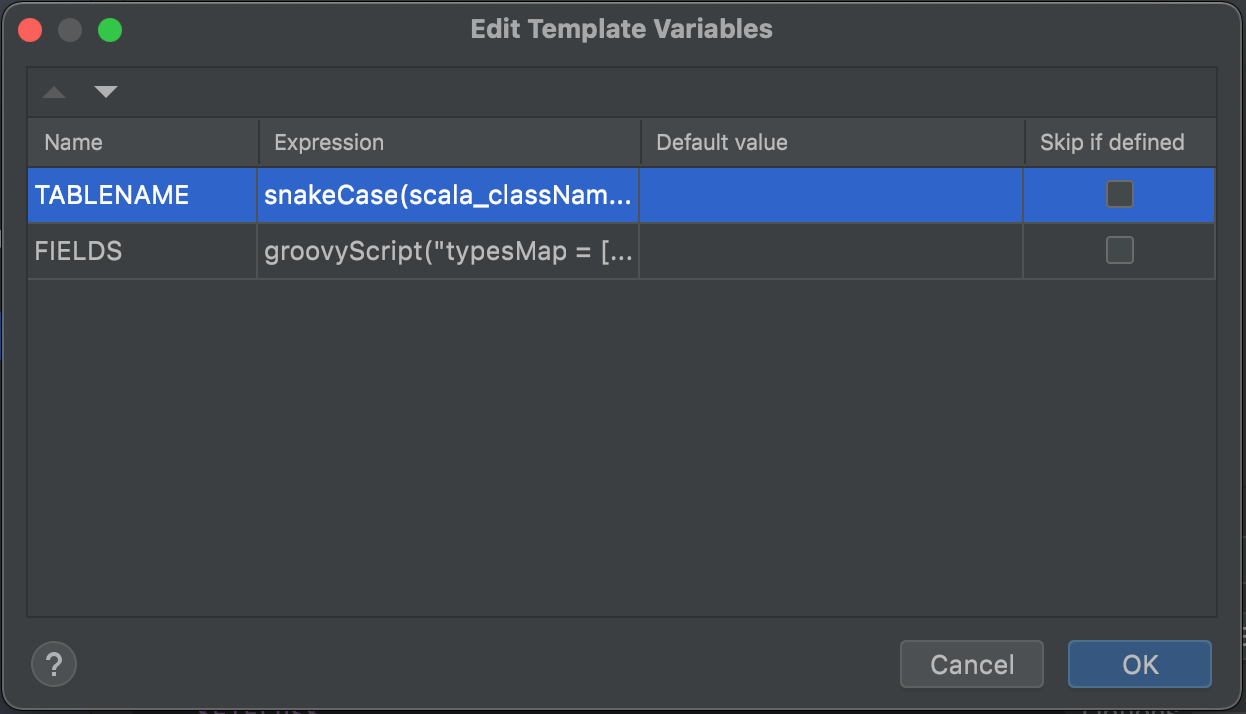 Edit Template Variables
Name Expression Default value Skip if defined
TABLENAME snakeCase(scala_classNam...
FIELDS groovyScript("typesMap = [...
? Cancel OK